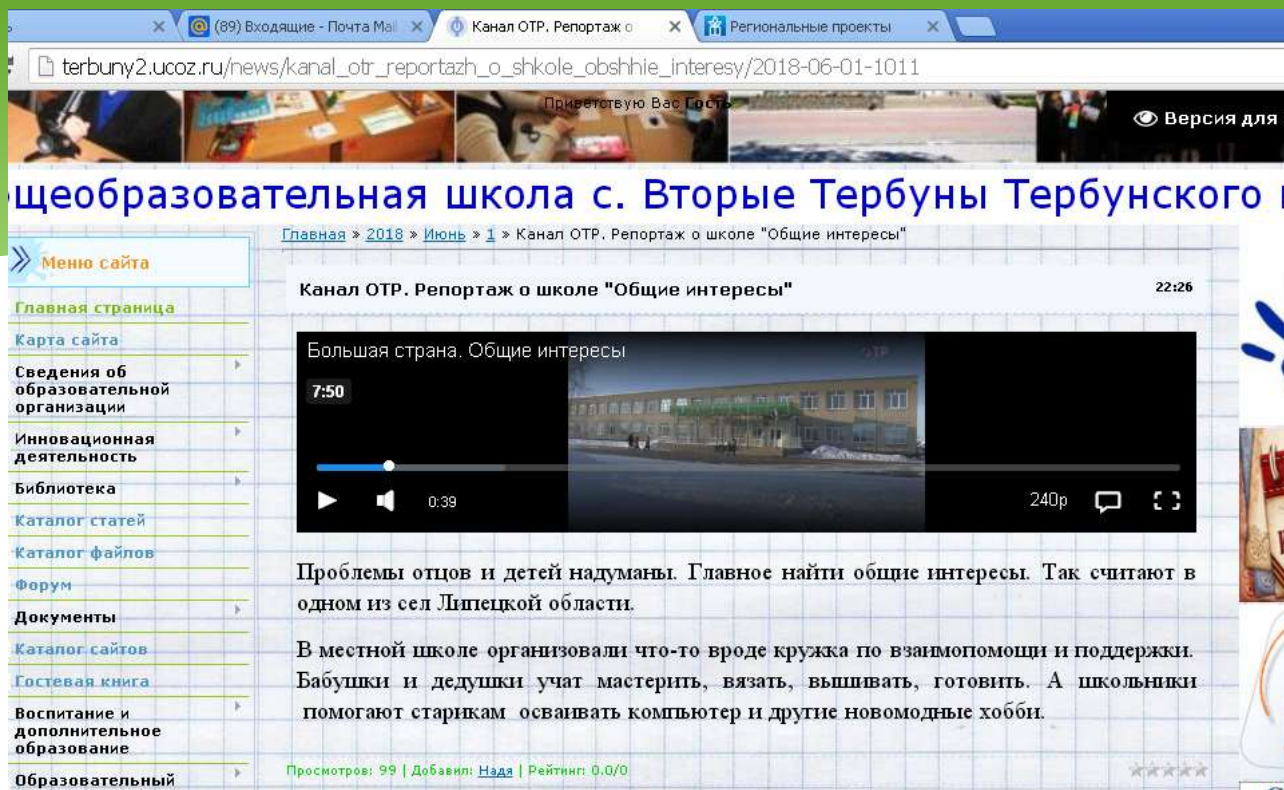 (89) Входящие - Почта Mail
Канал ОТР. Репортаж о
Региональные проекты
terbuny2.ucoz.ru/news/kanal_otr_reportazh_o_shkole_obshhie_interesy/2018-06-01-1011
Приветствую Вас Гость
Версия для
щеобразовательная школа с. Вторые Тербуны Тербунского
Главная » 2018 » Июнь » 1 » Канал ОТР. Репортаж о школе "Общие интересы"
Меню сайта
Главная страница
Карта сайта
Сведения об
образовательной
организации
Инновационная
деятельность
Библиотека
Каталог статей
Каталог файлов
Форум
Документы
Каталог сайтов
Гостевая книга
Воспитание и
дополнительное
образование
Образовательный
Канал ОТР. Репортаж о школе "Общие интересы"
22:26
Большая страна. Общие интересы
ОТР
7:50
0:39
240p
Проблемы отцов и детей надуманы. Главное найти общие интересы. Так считают в
одном из сел Липецкой области.
В местной школе организовали что-то вроде кружка по взаимопомощи и поддержки.
Бабушки и дедушки учат мастерить, вязать, вышивать, готовить. А школьники
помогают старикам осваивать компьютер и другие новомодные хобби.
Просмотров: 99 | Добавил: Надя | Рейтинг: 0.0/0